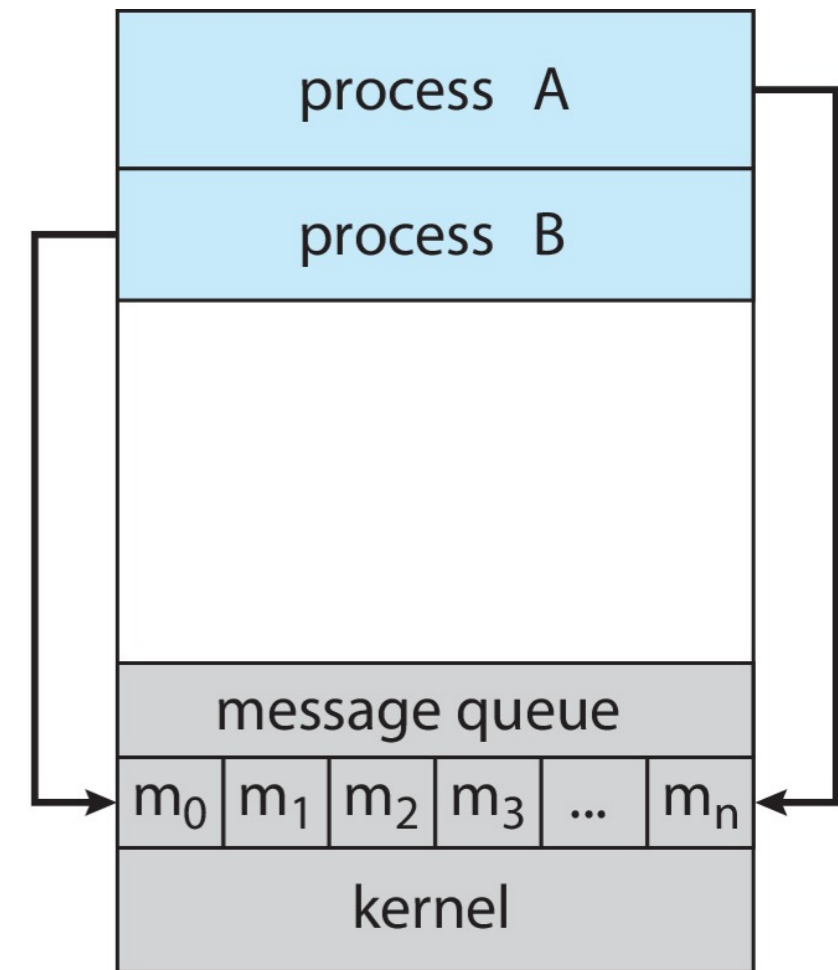 process A
process B
message queue
m₀ m₁ m₂ m₃ ... mₙ
kernel